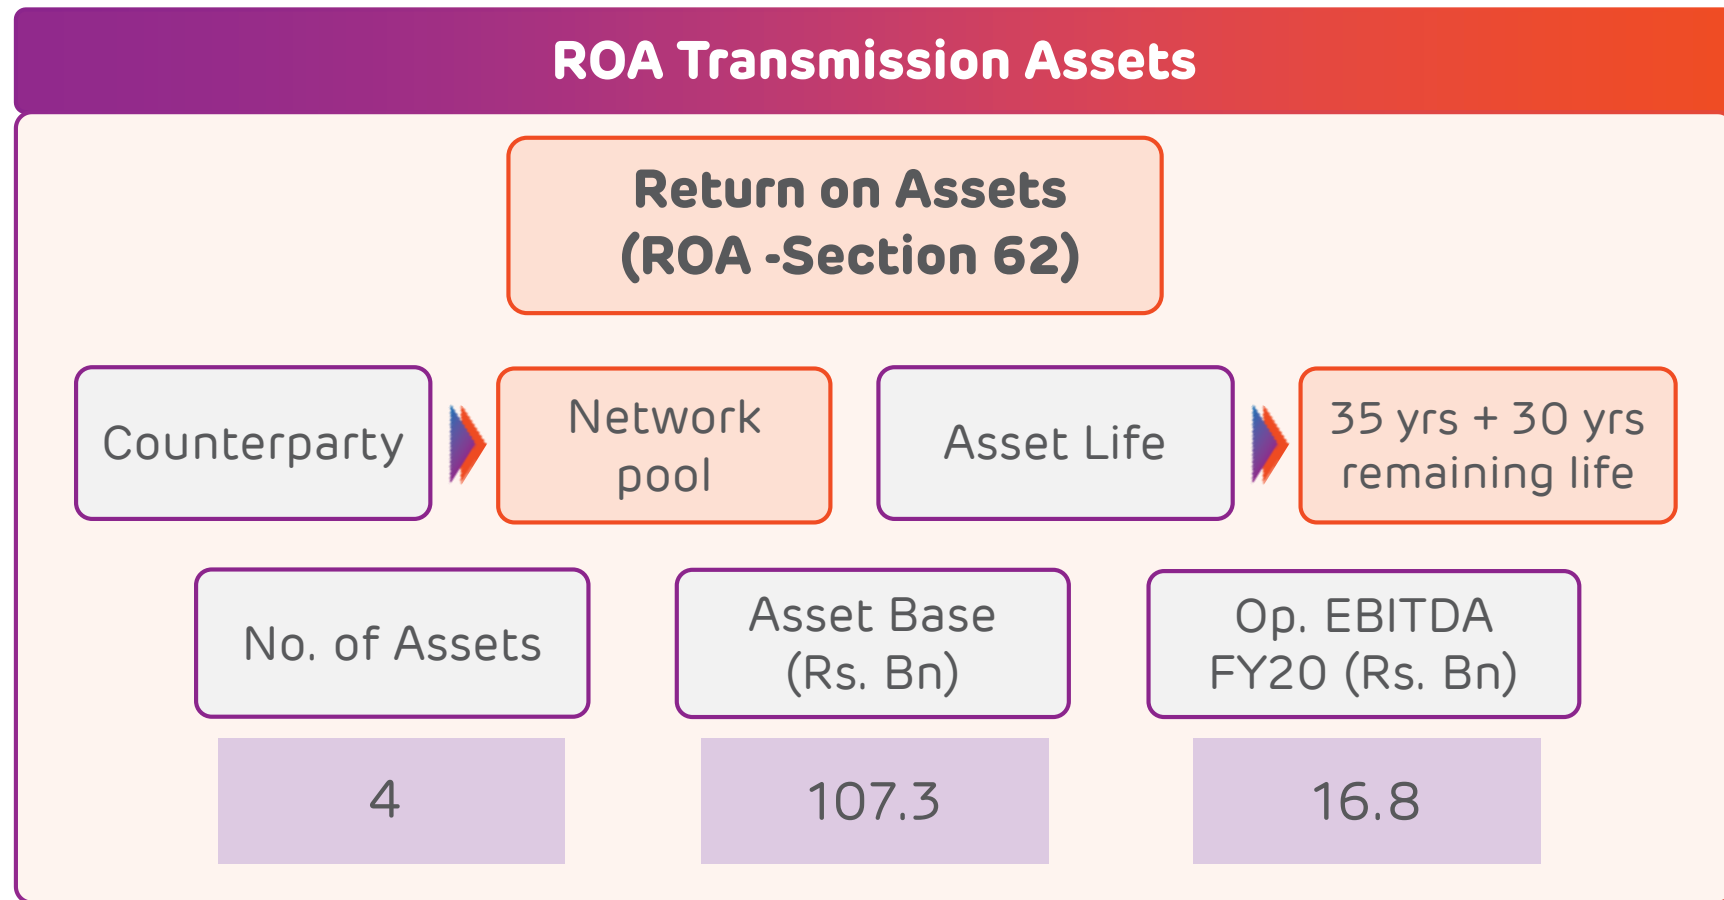 ROA Transmission Assets
Return on Assets
(ROA -Section 62)
Counterparty
Network
pool
Asset Life
35 yrs + 30 yrs
remaining life
No. of Assets
Asset Base
(Rs. Bn)
Op. EBITDA
FY20 (Rs. Bn)
4
107.3
16.8